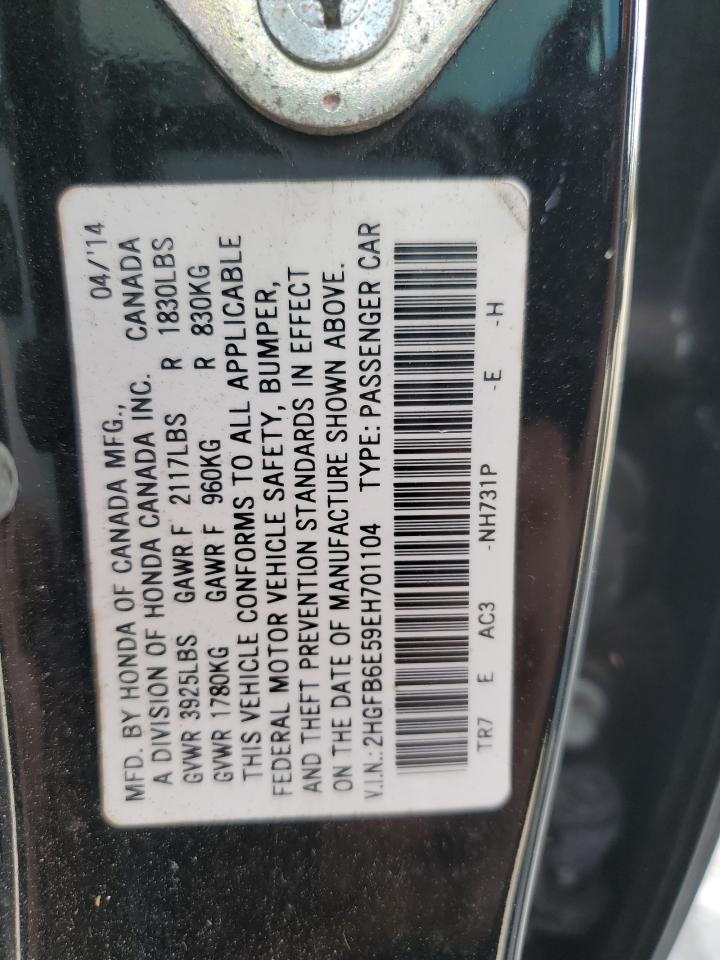 MFD. BY HONDA OF CANADA MFG., 04/'14
A DIVISION OF HONDA CANADA INC. CANADA
GVWR 3925LBS GAWR F 2117LBS R 1830LBS
GVWR 1780KG GAWR F 960KG R 830KG
THIS VEHICLE CONFORMS TO ALL APPLICABLE
FEDERAL MOTOR VEHICLE SAFETY, BUMPER,
AND THEFT PREVENTION STANDARDS IN EFFECT
ON THE DATE OF MANUFACTURE SHOWN ABOVE.
V.I.N.: 2HGFB6E59EH701104 TYPE: PASSENGER CAR
TR7 E AC3 -NH731P -E -H